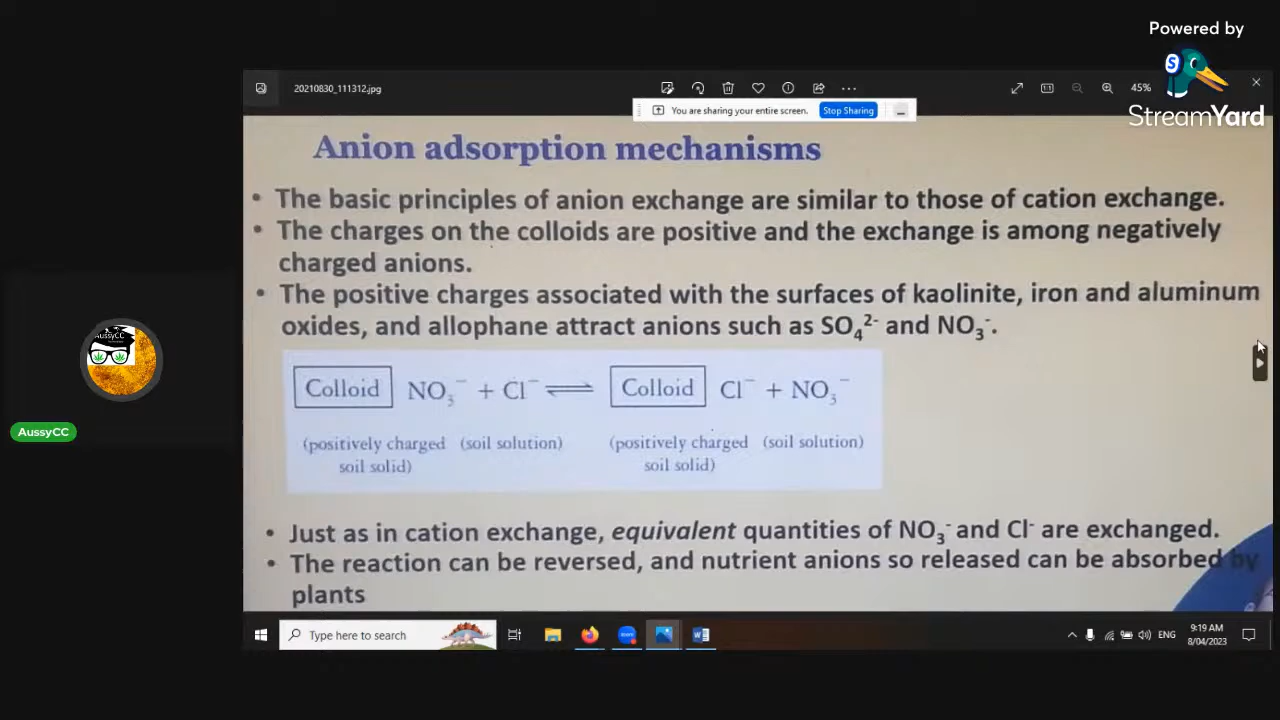 Powered by
StreamYard
20210830_111312.jpg
45%
You are sharing your entire screen.
Stop Sharing
Anion adsorption mechanisms
• The basic principles of anion exchange are similar to those of cation exchange.
• The charges on the colloids are positive and the exchange is among negatively
charged anions.
• The positive charges associated with the surfaces of kaolinite, iron and aluminum
oxides, and allophane attract anions such as SO₄²⁻ and NO₃⁻.
Colloid NO₃⁻ + Cl⁻ ⇌ Colloid Cl⁻ + NO₃⁻
(positively charged (soil solution) (positively charged (soil solution)
soil solid) soil solid)
• Just as in cation exchange, equivalent quantities of NO₃⁻ and Cl⁻ are exchanged.
• The reaction can be reversed, and nutrient anions so released can be absorbed by
plants
AussyCC
AussyCC
Type here to search
zoom
ENG
9:19 AM
8/04/2023